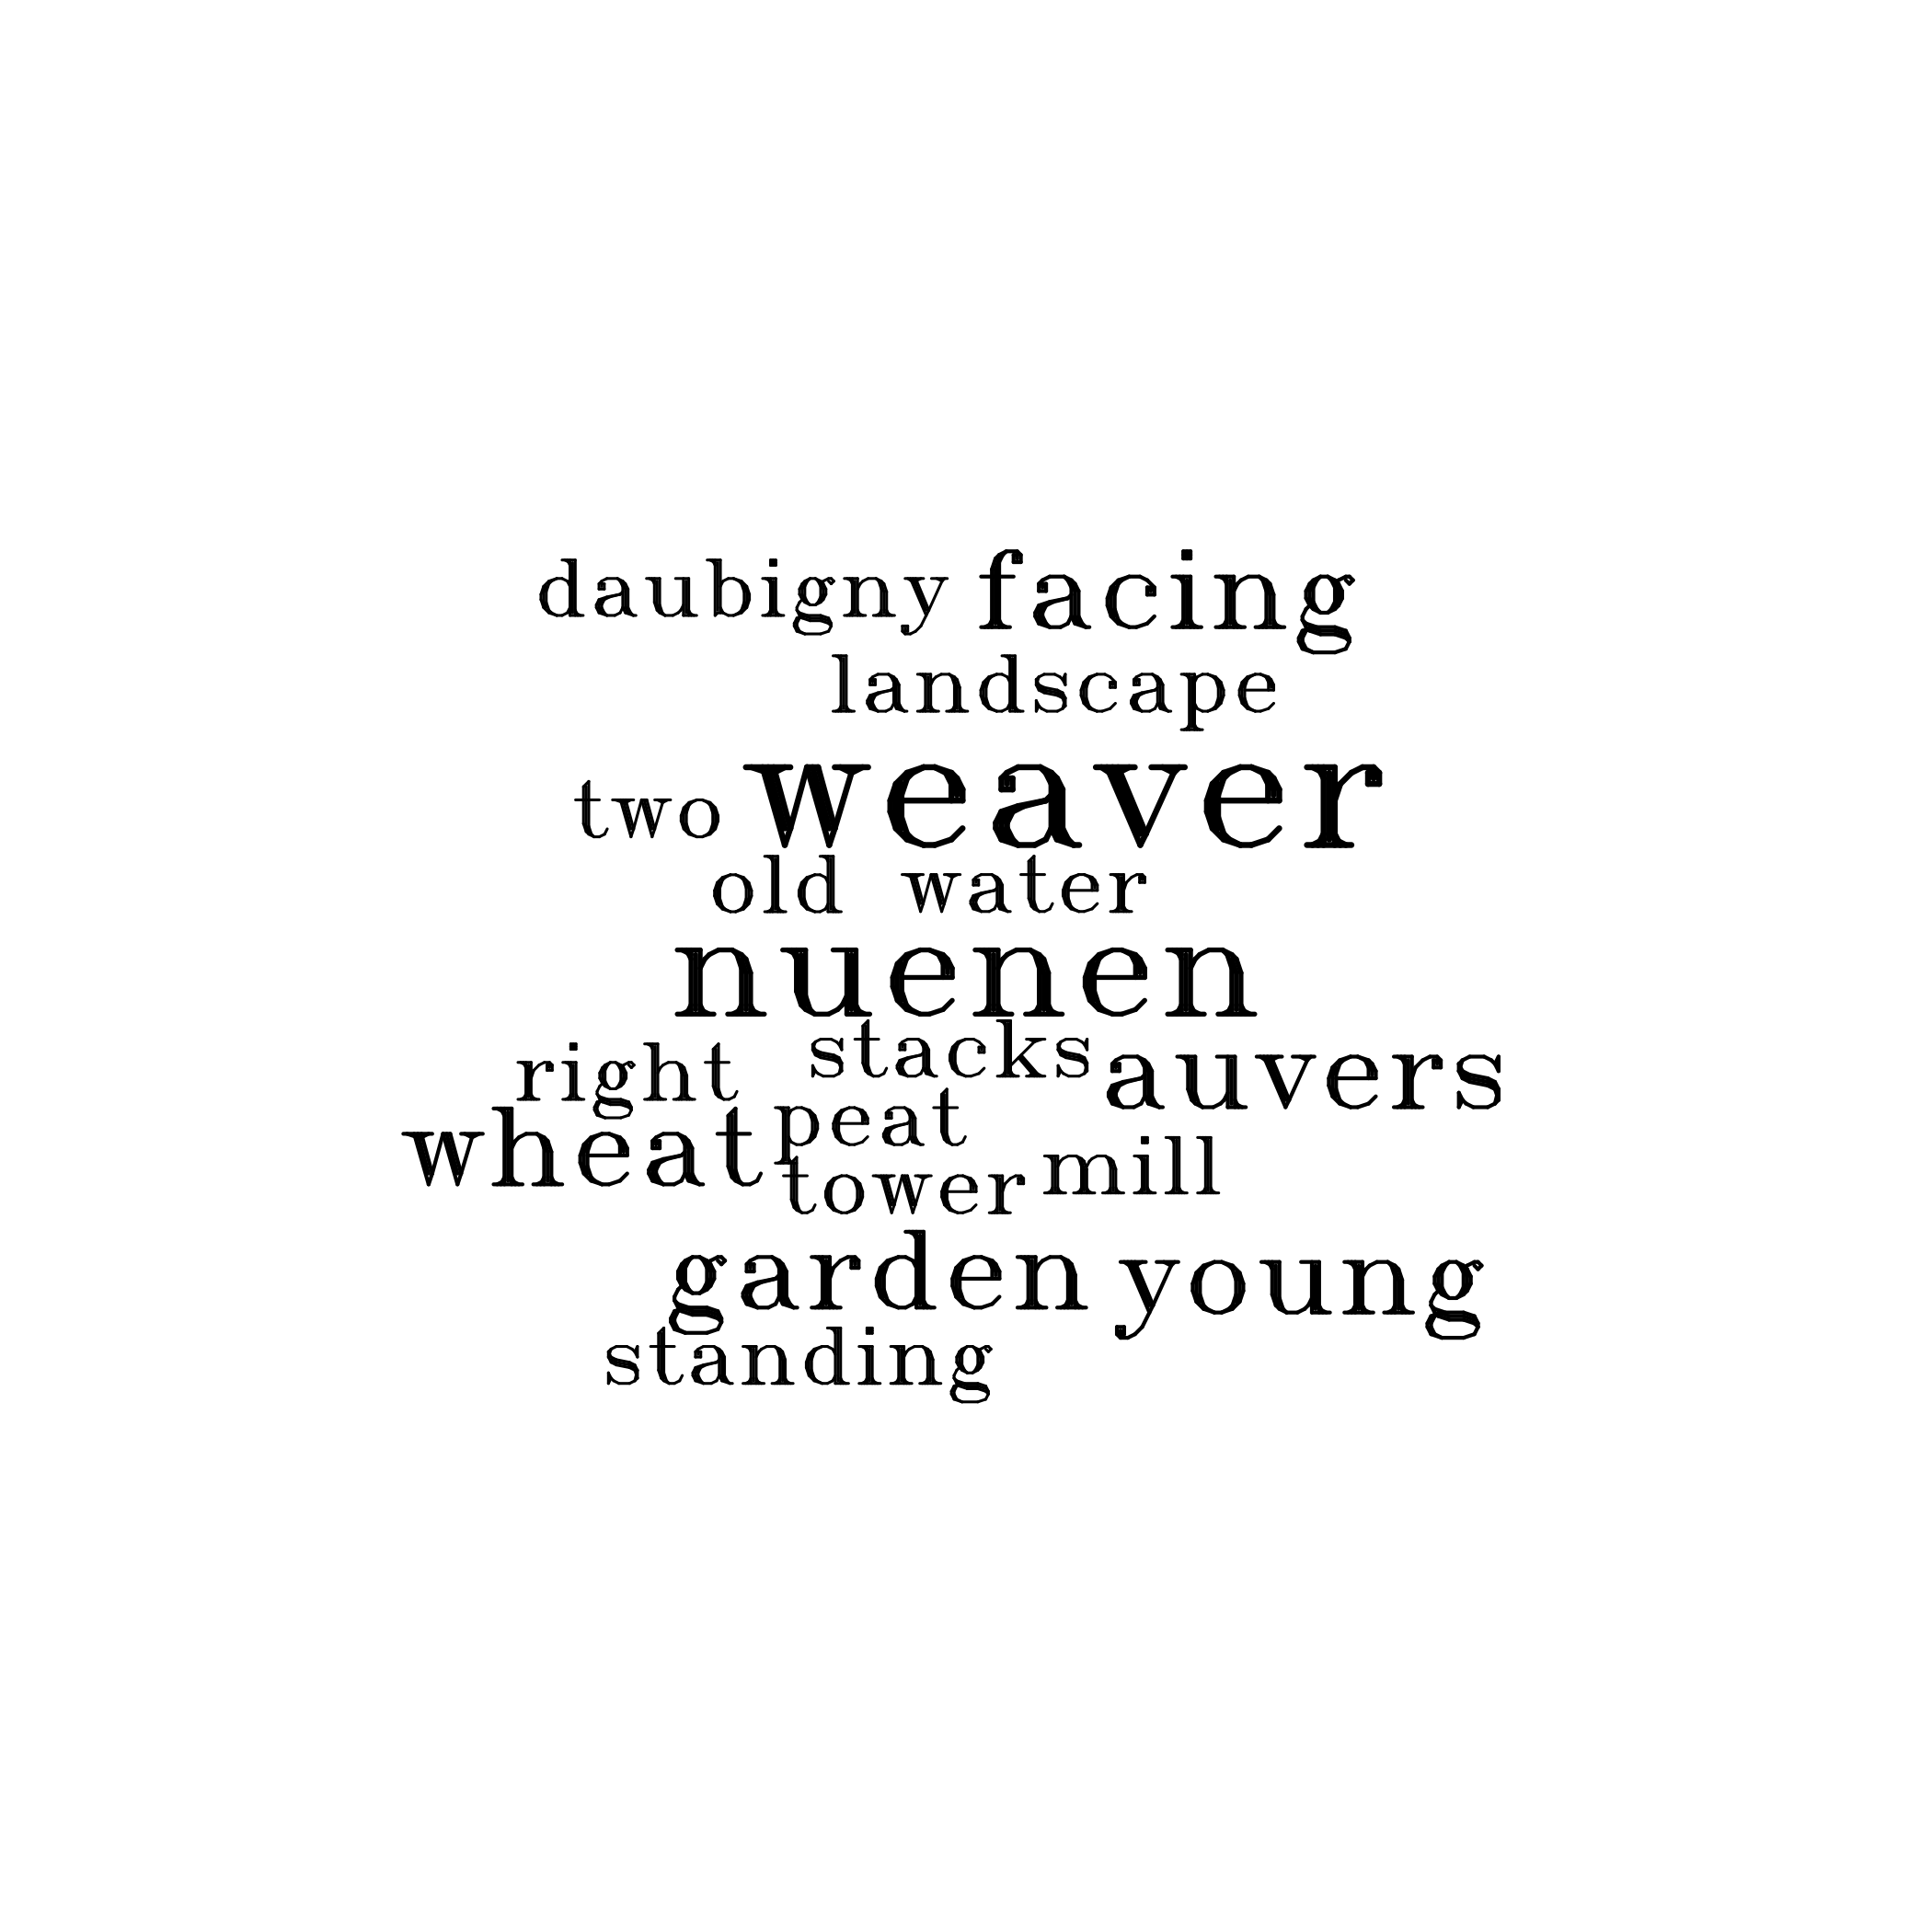 daubigny facing
landscape
two weaver
old water
nuenen
stacks
right auvers
wheat peat
tower mill
garden young
standing